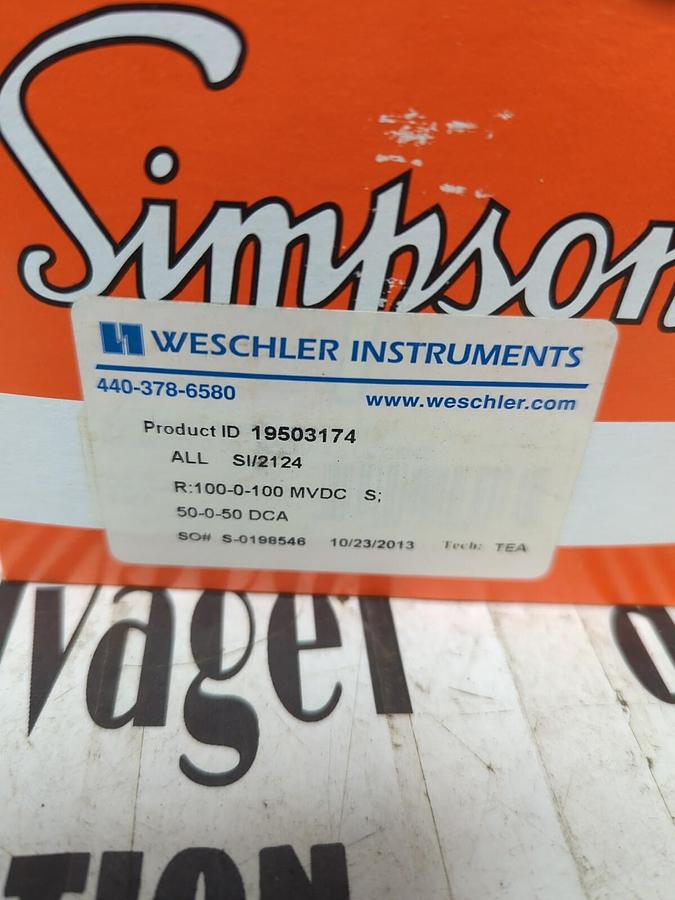 Simpson
WESCHLER INSTRUMENTS
440-378-6580 www.weschler.com
Product ID 19503174
ALL SI/2124
R:100-0-100 MVDC S;
50-0-50 DCA
SO# S-0198546 10/23/2013 Tech: TEA